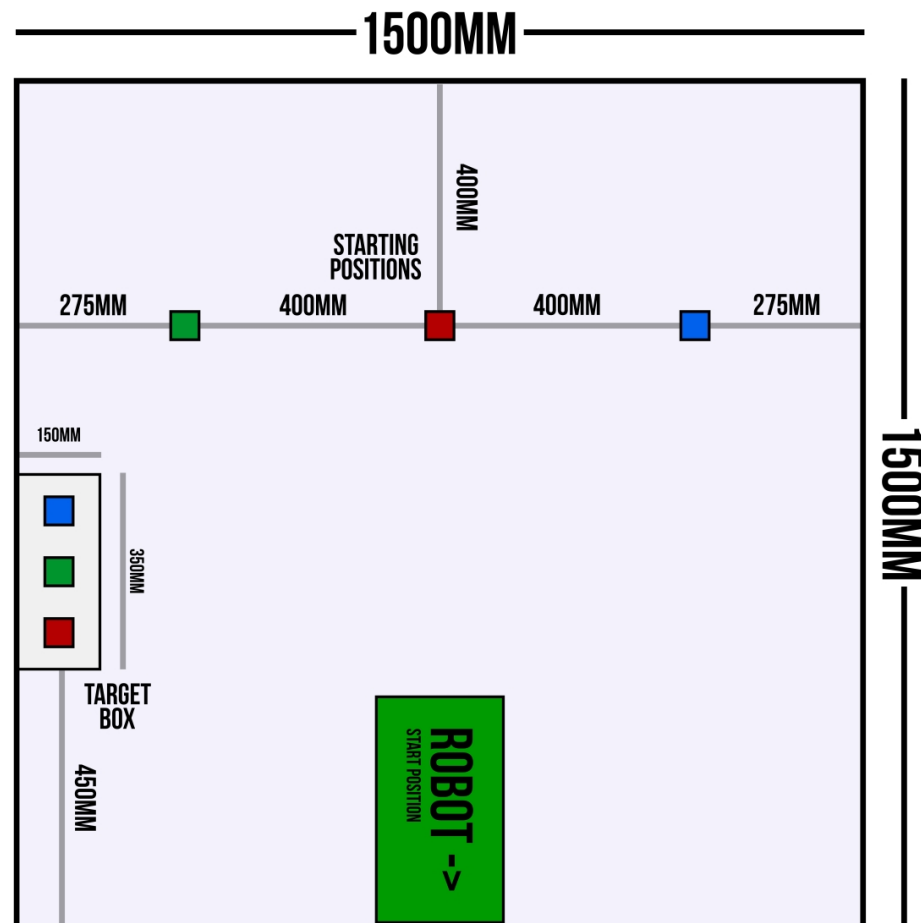 1500MM
400MM
STARTING
POSITIONS
275MM
400MM
400MM
275MM
150MM
1500MM
350MM
TARGET
BOX
ROBOT ->
START POSITION
450MM